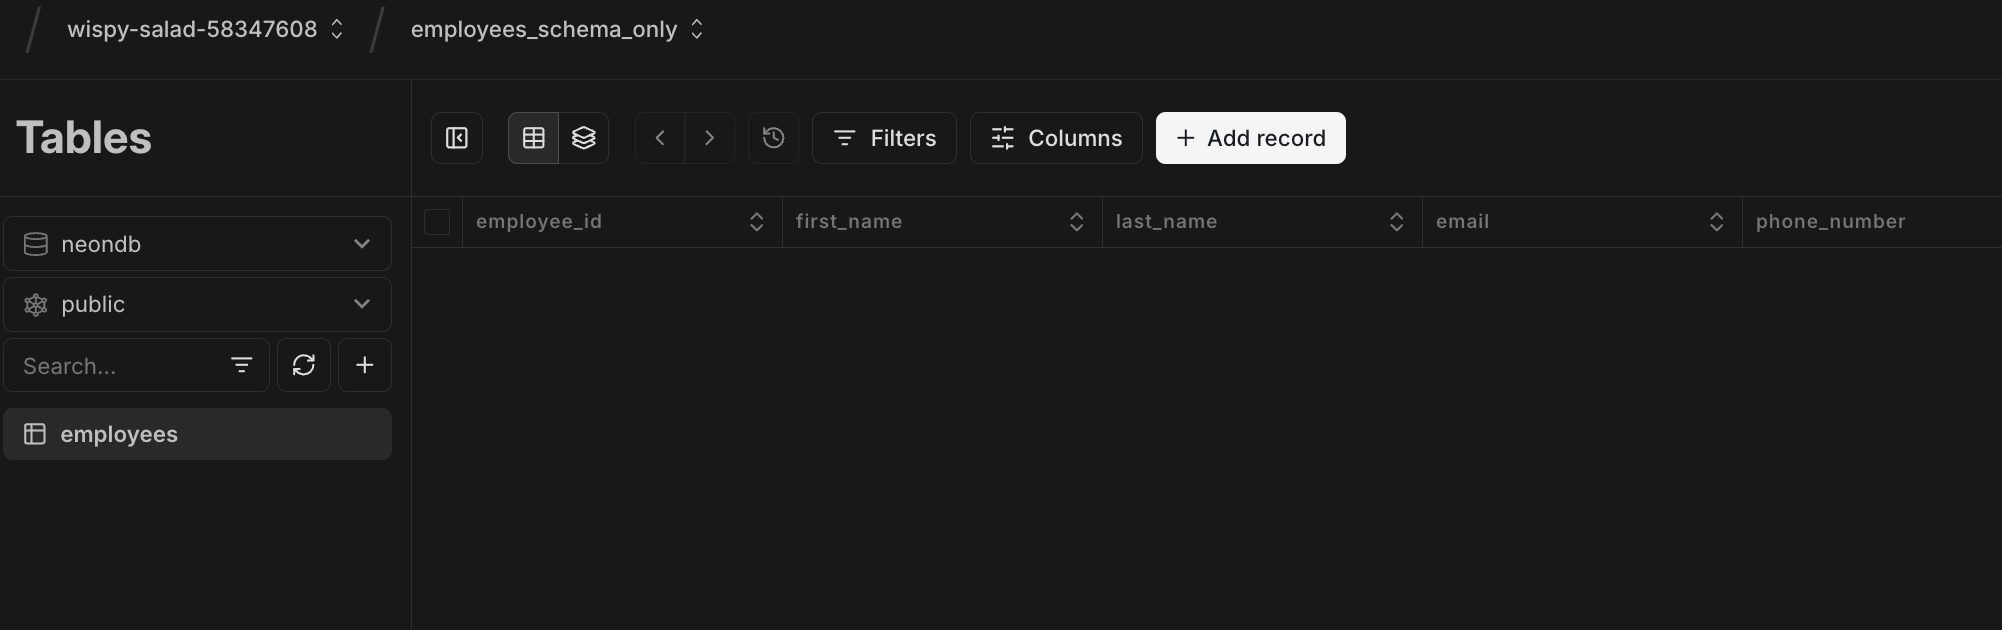 wispy-salad-58347608 employees_schema_only
Tables
Filters Columns Add record
neondb
public
Search...
employees
employee_id first_name last_name email phone_number